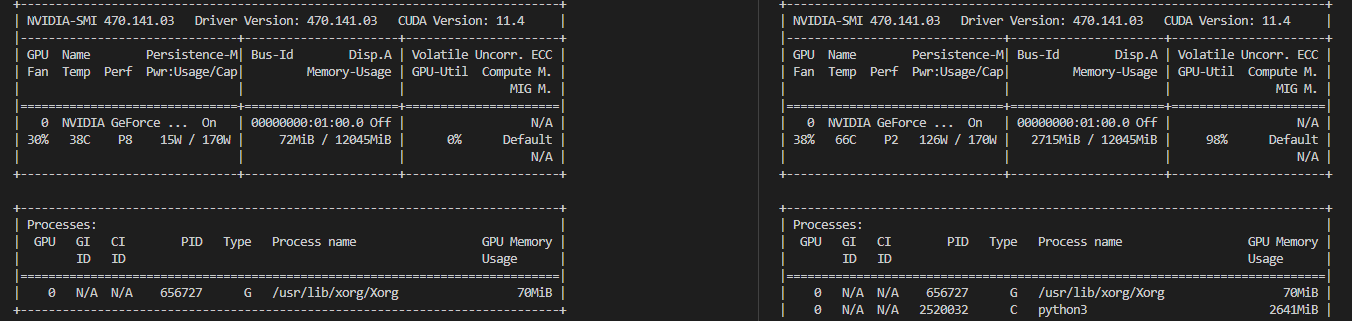 NVIDIA-SMI 470.141.03 Driver Version: 470.141.03 CUDA Version: 11.4
GPU Name Persistence-M| Bus-Id Disp.A | Volatile Uncorr. ECC
Fan Temp Perf Pwr:Usage/Cap| Memory-Usage | GPU-Util Compute M.
MIG M.
0 NVIDIA GeForce ... On | 00000000:01:00.0 Off | N/A
30% 38C P8 15W / 170W | 72MiB / 12045MiB | 0% Default
N/A
Processes:
GPU GI CI PID Type Process name GPU Memory
ID ID Usage
0 N/A N/A 656727 G /usr/lib/xorg/Xorg 70MiB
NVIDIA-SMI 470.141.03 Driver Version: 470.141.03 CUDA Version: 11.4
GPU Name Persistence-M| Bus-Id Disp.A | Volatile Uncorr. ECC
Fan Temp Perf Pwr:Usage/Cap| Memory-Usage | GPU-Util Compute M.
MIG M.
0 NVIDIA GeForce ... On | 00000000:01:00.0 Off | N/A
38% 66C P2 126W / 170W | 2715MiB / 12045MiB | 98% Default
N/A
Processes:
GPU GI CI PID Type Process name GPU Memory
ID ID Usage
0 N/A N/A 656727 G /usr/lib/xorg/Xorg 70MiB
0 N/A N/A 2520032 C python3 2641MiB